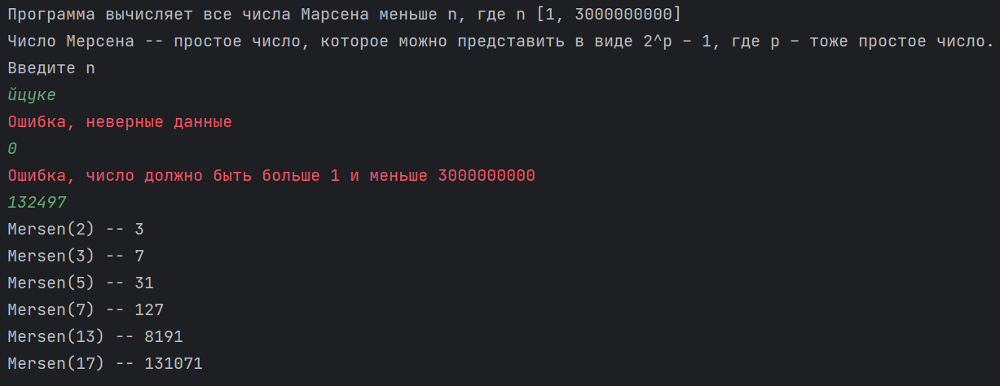 Программа вычисляет все числа Марсена меньше n, где n [1, 3000000000]
Число Мерсена -- простое число, которое можно представить в виде 2^p – 1, где p – тоже простое число.
Введите n
йцуке
Ошибка, неверные данные
0
Ошибка, число должно быть больше 1 и меньше 3000000000
132497
Mersen(2) -- 3
Mersen(3) -- 7
Mersen(5) -- 31
Mersen(7) -- 127
Mersen(13) -- 8191
Mersen(17) -- 131071